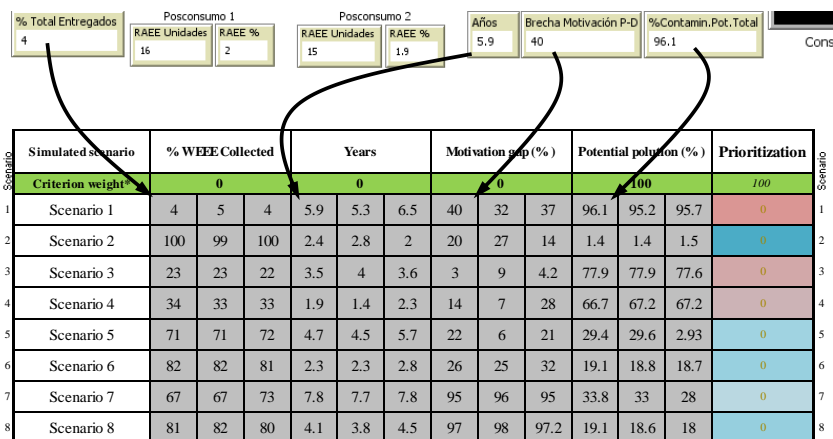 Posconsumo 1 Posconsumo 2
% Total Entregados RAEE Unidades RAEE % RAEE Unidades RAEE % Años Brecha Motivación P-D %Contamin.Pot.Total
4 16 2 15 1.9 5.9 40 96.1 Cons
Scenario Simulated scenario % WEEE Collected Years Motivation gap (%) Potential polution (%) Prioritization Scenario
Criterion weight* 0 0 0 100 100
1 Scenario 1 4 5 4 5.9 5.3 6.5 40 32 37 96.1 95.2 95.7 0 1
2 Scenario 2 100 99 100 2.4 2.8 2 20 27 14 1.4 1.4 1.5 0 2
3 Scenario 3 23 23 22 3.5 4 3.6 3 9 4.2 77.9 77.9 77.6 0 3
4 Scenario 4 34 33 33 1.9 1.4 2.3 14 7 28 66.7 67.2 67.2 0 4
5 Scenario 5 71 71 72 4.7 4.5 5.7 22 6 21 29.4 29.6 2.93 0 5
6 Scenario 6 82 82 81 2.3 2.3 2.8 26 25 32 19.1 18.8 18.7 0 6
7 Scenario 7 67 67 73 7.8 7.7 7.8 95 96 95 33.8 33 28 0 7
8 Scenario 8 81 82 80 4.1 3.8 4.5 97 98 97.2 19.1 18.6 18 0 8